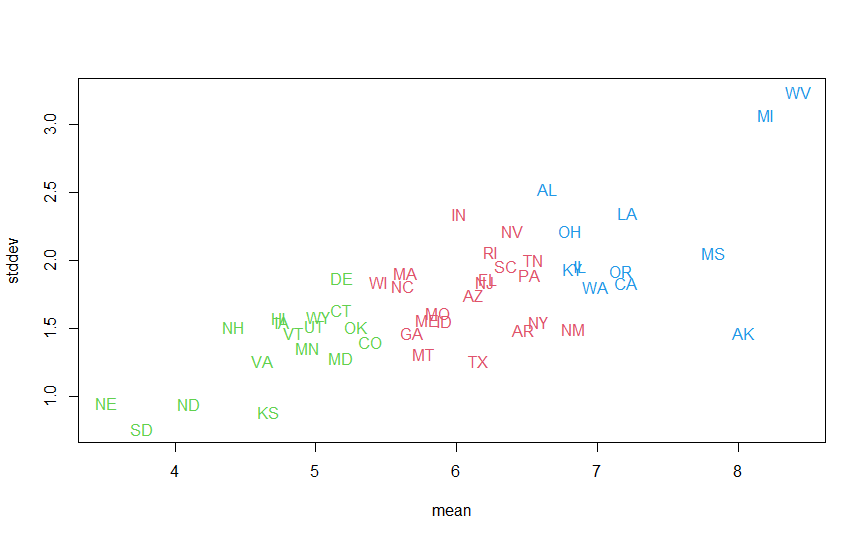 WV
MI
3.0
AL
2.5
IN
LA
NV
OH
RI
TN
SC
IL
KY
MS
2.0
stddev
DE
MA
WI
NC
PA
FL
NJ
OR
CA
WA
AZ
CT
MO
HI
IA
WY
ME
ID
NY
1.5
NH
UT
OK
VT
GA
AR
NM
AK
CO
MN
MT
MD
VA
TX
1.0
NE
ND
KS
SD
4 5 6 7 8
mean